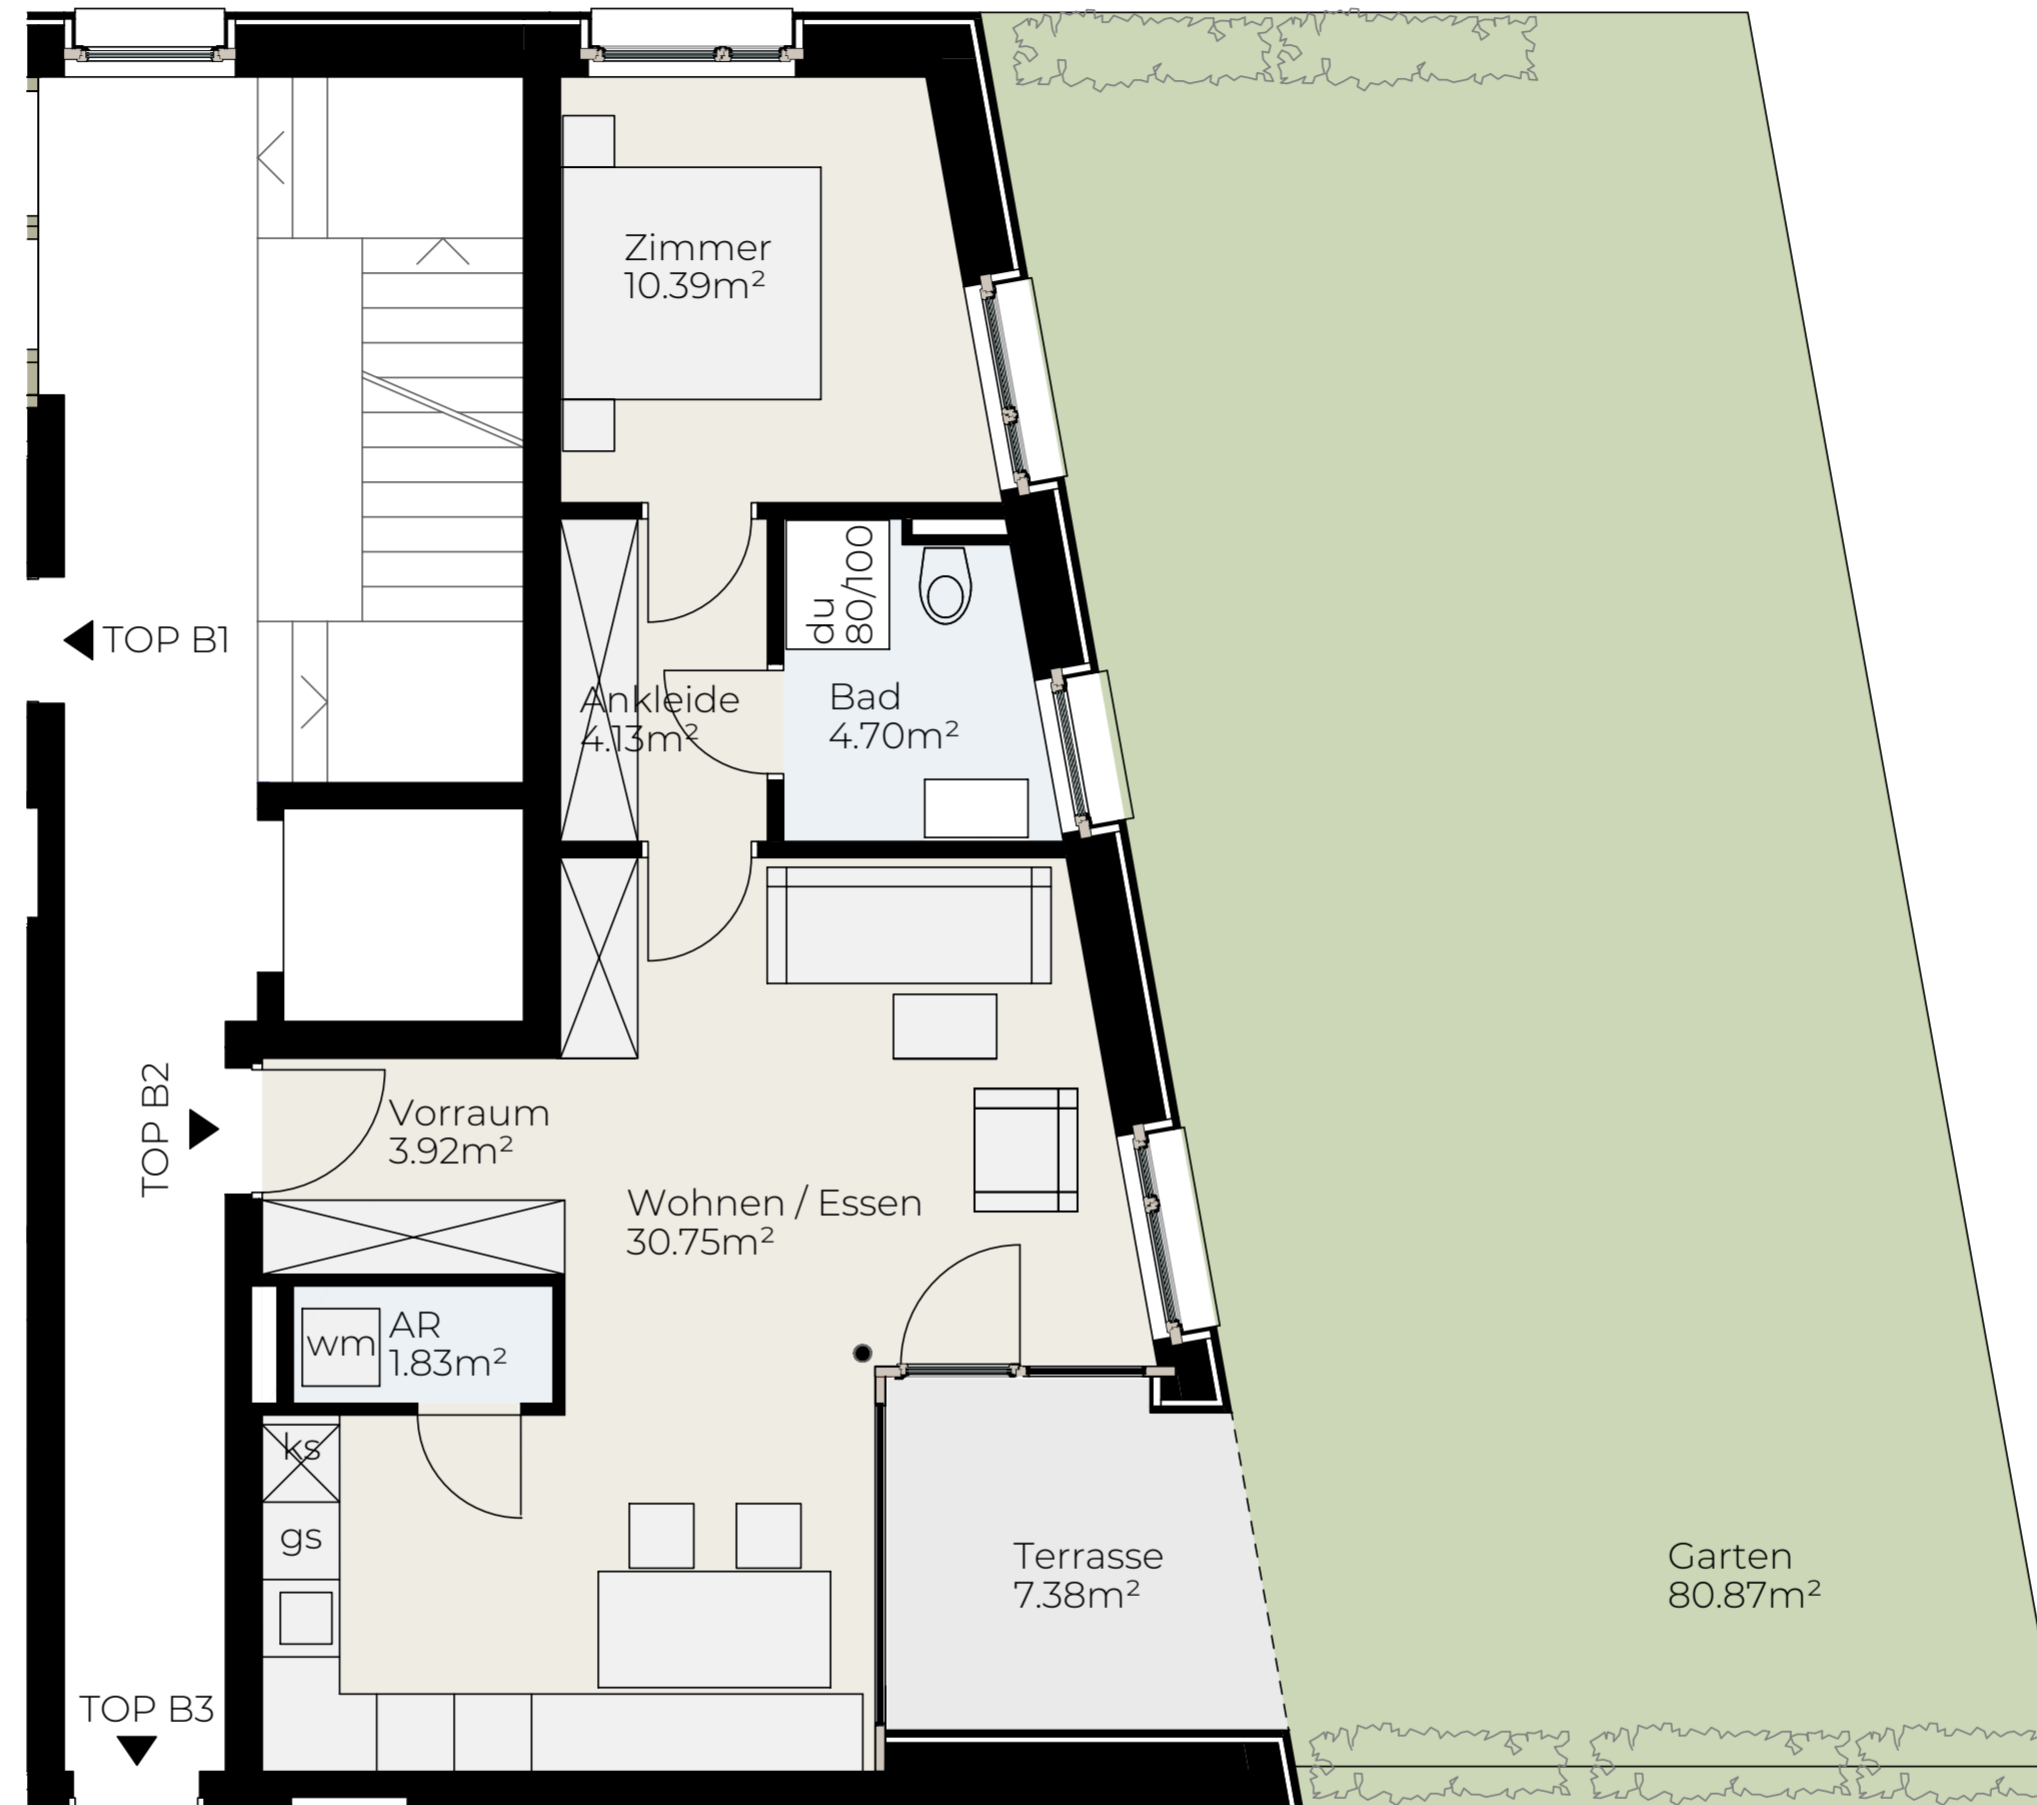 Zimmer
10.39m²
du
80/100
TOP B1
Ankleide
4.13m²
Bad
4.70m²
TOP B2
Vorraum
3.92m²
Wohnen / Essen
30.75m²
wm
AR
1.83m²
ks
gs
Terrasse
7.38m²
Garten
80.87m²
TOP B3